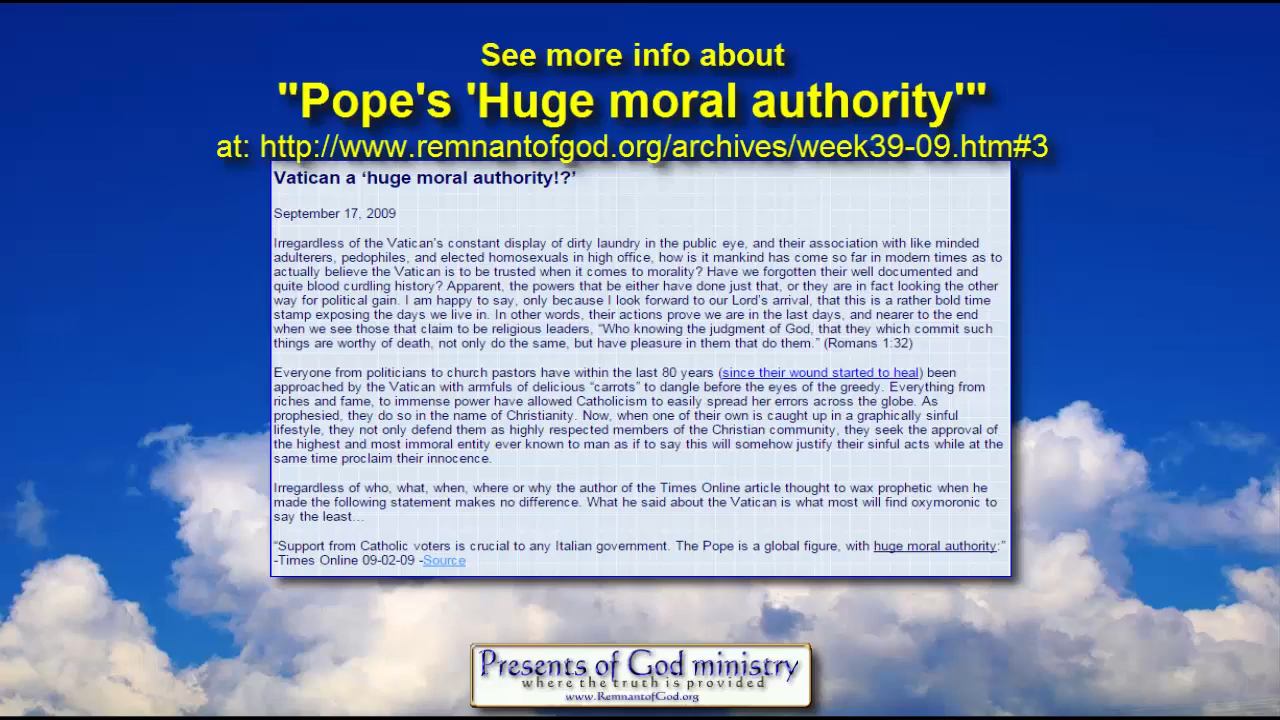 See more info about
"Pope's 'Huge moral authority'"
at: http://www.remnantofgod.org/archives/week39-09.htm#3
Vatican a ‘huge moral authority!?’
September 17, 2009
Irregardless of the Vatican’s constant display of dirty laundry in the public eye, and their association with like minded
adulterers, pedophiles, and elected homosexuals in high office, how is it mankind has come so far in modern times as to
actually believe the Vatican is to be trusted when it comes to morality? Have we forgotten their well documented and
quite blood curdling history? Apparent, the powers that be either have done just that, or they are in fact looking the other
way for political gain. I am happy to say, only because I look forward to our Lord’s arrival, that this is a rather bold time
stamp exposing the days we live in. In other words, their actions prove we are in the last days, and nearer to the end
when we see those that claim to be religious leaders, “Who knowing the judgment of God, that they which commit such
things are worthy of death, not only do the same, but have pleasure in them that do them.” (Romans 1:32)
Everyone from politicians to church pastors have within the last 80 years (since their wound started to heal) been
approached by the Vatican with armfuls of delicious “carrots” to dangle before the eyes of the greedy. Everything from
riches and fame, to immense power have allowed Catholicism to easily spread her errors across the globe. As
prophesied, they do so in the name of Christianity. Now, when one of their own is caught up in a graphically sinful
lifestyle, they not only defend them as highly respected members of the Christian community, they seek the approval of
the highest and most immoral entity ever known to man as if to say this will somehow justify their sinful acts while at the
same time proclaim their innocence.
Irregardless of who, what, when, where or why the author of the Times Online article thought to wax prophetic when he
made the following statement makes no difference. What he said about the Vatican is what most will find oxymoronic to
say the least...
“Support from Catholic voters is crucial to any Italian government. The Pope is a global figure, with huge moral authority:”
-Times Online 09-02-09 -Source
Presents of God ministry
where the truth is provided
www.RemnantofGod.org